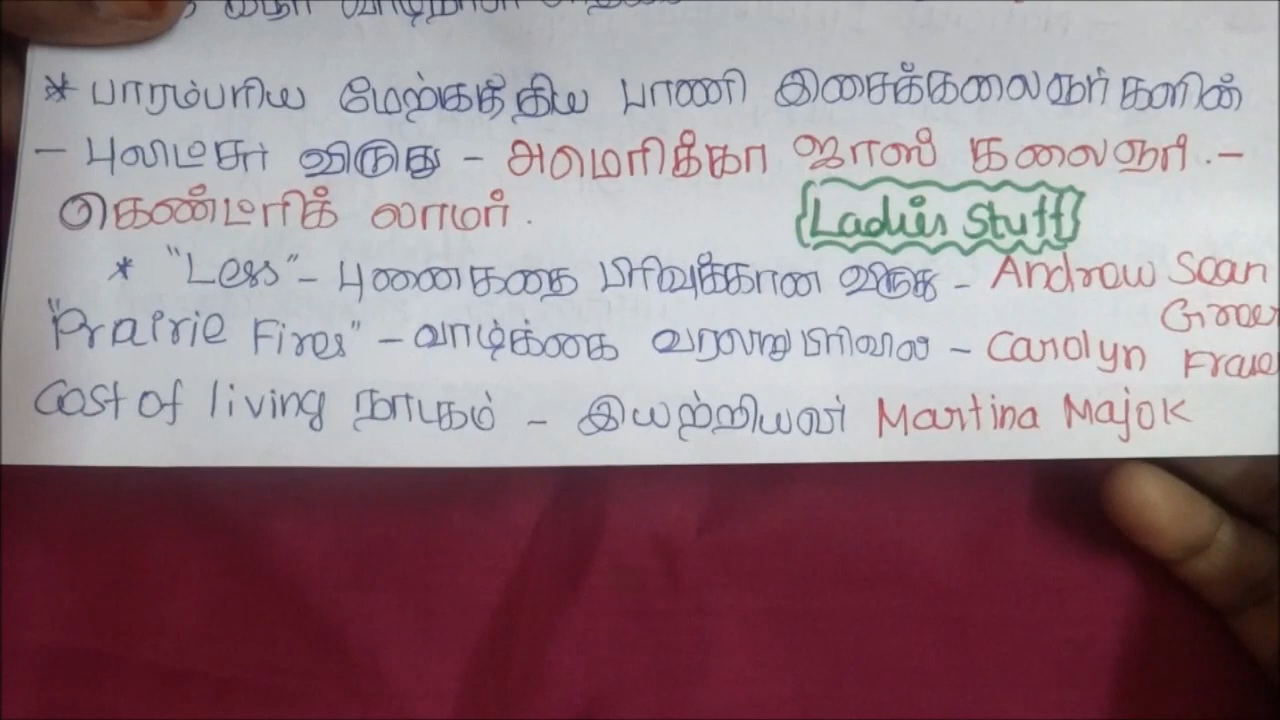 * பாரம்பரிய மேற்கத்திய பாணி இசைக்கலைஞர்களின்
- புலிட்சர் விருது - அமெரிக்கா ஜாஸ் கலைஞர். -
கெண்ட்ரிக் லாமர்.
{Ladies Stuff}
* "Less" - புனைகதை பிரிவுக்கான விருது - Andrew Sean
Greer
"Prairie Fires" - வாழ்க்கை வரலாறு பிரிவில் - Carolyn Frase
Cost of living நாடகம் - இயற்றியவர் Martina Majok